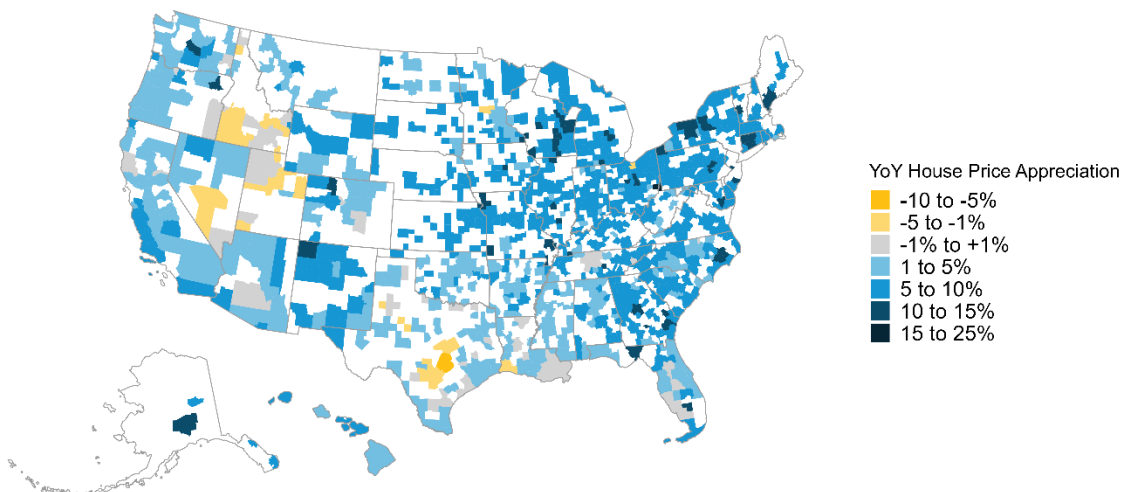 YoY House Price Appreciation
-10 to -5%
-5 to -1%
-1% to +1%
1 to 5%
5 to 10%
10 to 15%
15 to 25%